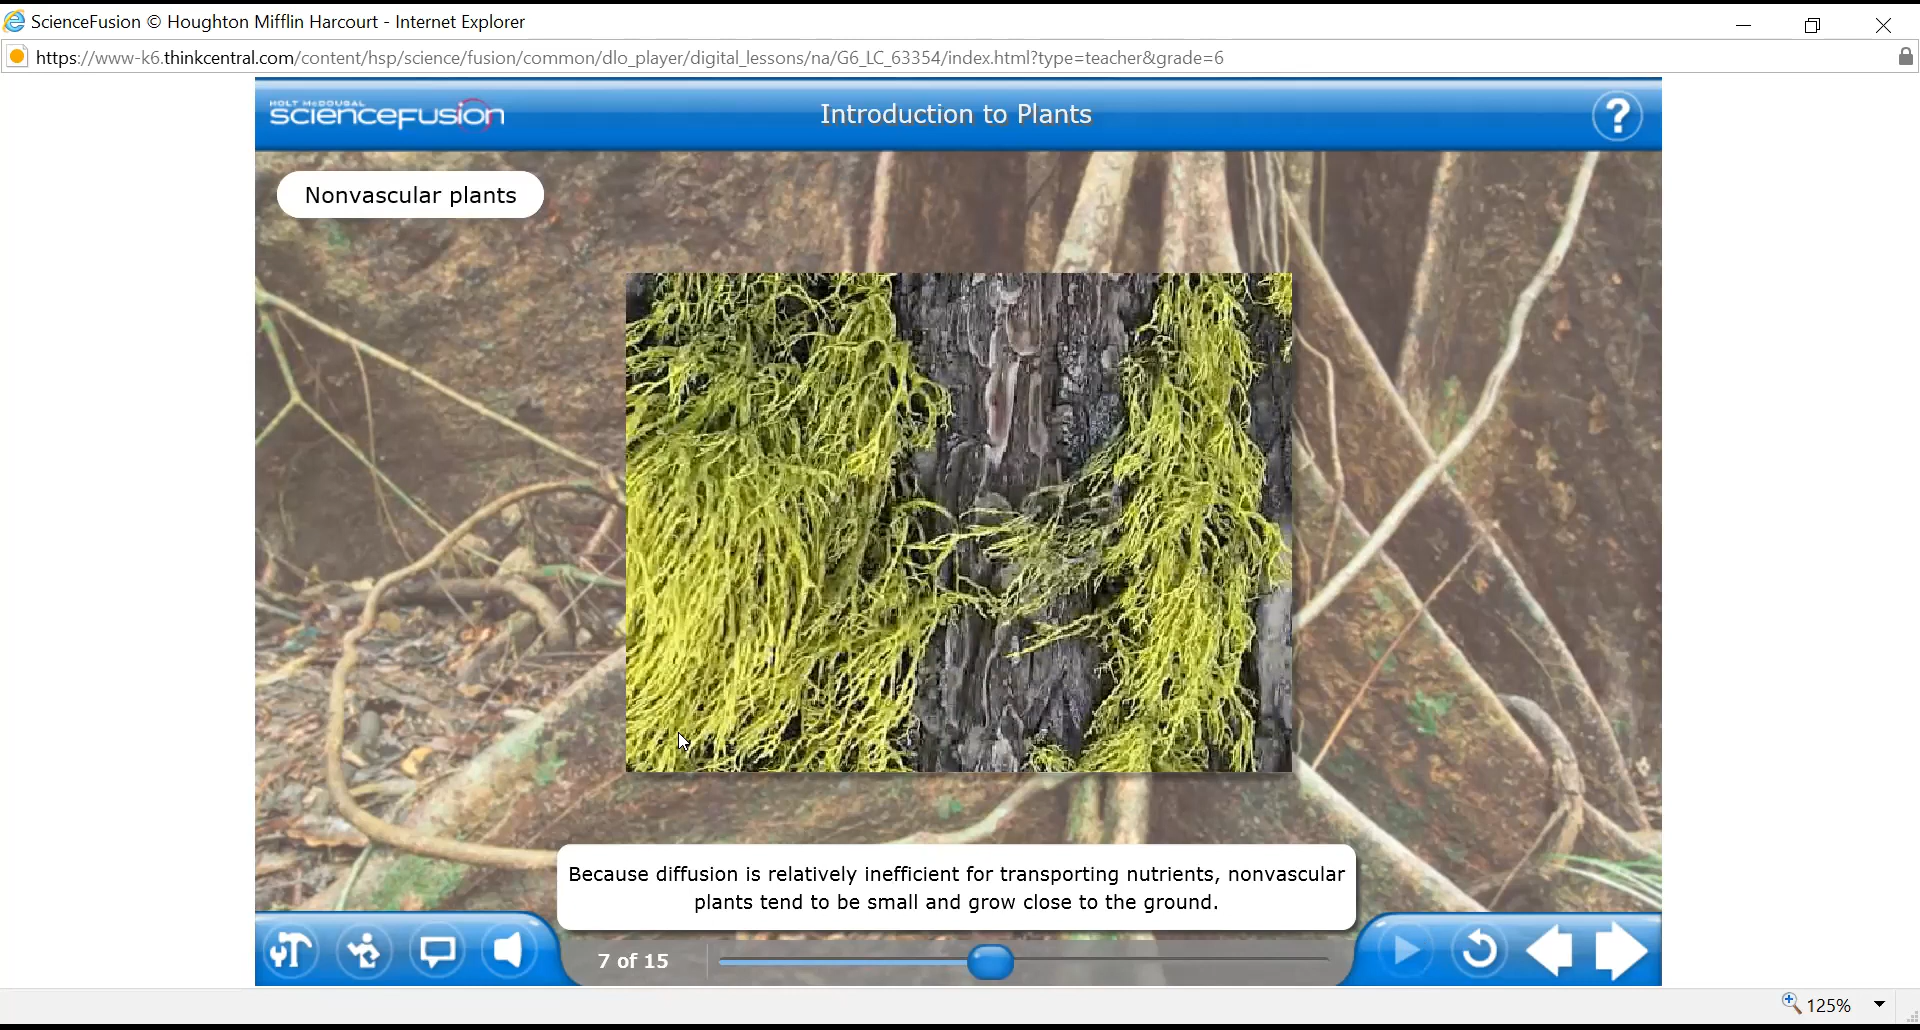 ScienceFusion © Houghton Mifflin Harcourt - Internet Explorer
https://www-k6.thinkcentral.com/content/hsp/science/fusion/common/dlo_player/digital_lessons/na/G6_LC_63354/index.html?type=teacher&grade=6
HOLT McDOUGAL
scienceFusion
Introduction to Plants
?
Nonvascular plants
Because diffusion is relatively inefficient for transporting nutrients, nonvascular
plants tend to be small and grow close to the ground.
7 of 15
125%